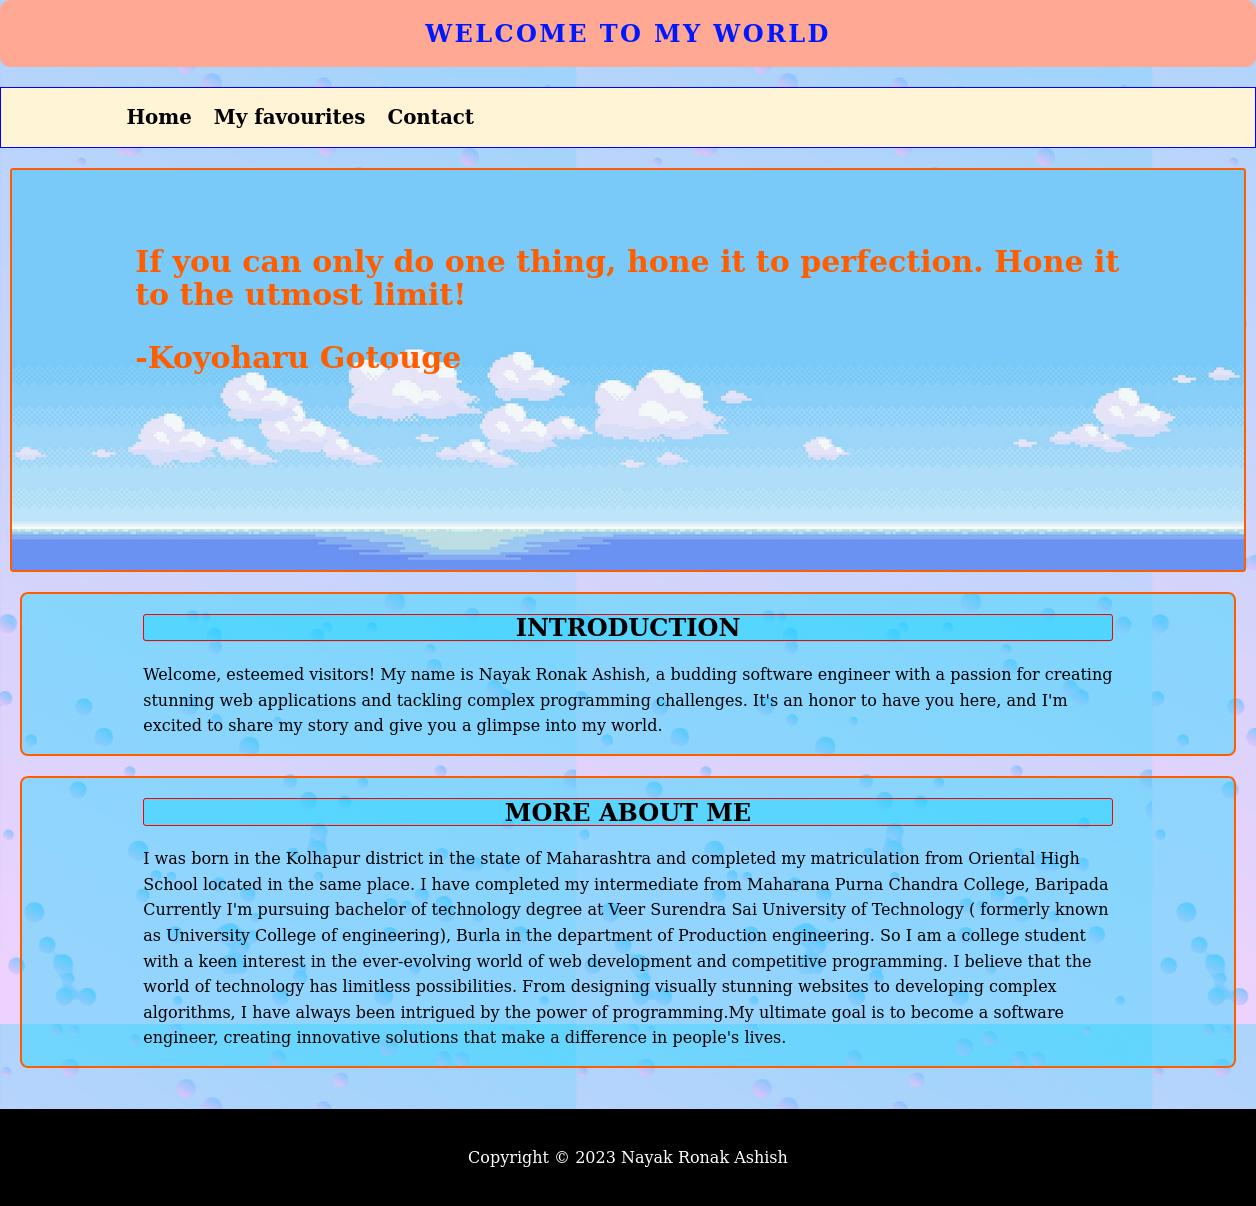 WELCOME TO MY WORLD
Home My favourites Contact
If you can only do one thing, hone it to perfection. Hone it
to the utmost limit!
-Koyoharu Gotouge
INTRODUCTION
Welcome, esteemed visitors! My name is Nayak Ronak Ashish, a budding software engineer with a passion for creating
stunning web applications and tackling complex programming challenges. It's an honor to have you here, and I'm
excited to share my story and give you a glimpse into my world.
MORE ABOUT ME
I was born in the Kolhapur district in the state of Maharashtra and completed my matriculation from Oriental High
School located in the same place. I have completed my intermediate from Maharana Purna Chandra College, Baripada
Currently I'm pursuing bachelor of technology degree at Veer Surendra Sai University of Technology ( formerly known
as University College of engineering), Burla in the department of Production engineering. So I am a college student
with a keen interest in the ever-evolving world of web development and competitive programming. I believe that the
world of technology has limitless possibilities. From designing visually stunning websites to developing complex
algorithms, I have always been intrigued by the power of programming.My ultimate goal is to become a software
engineer, creating innovative solutions that make a difference in people's lives.
Copyright © 2023 Nayak Ronak Ashish